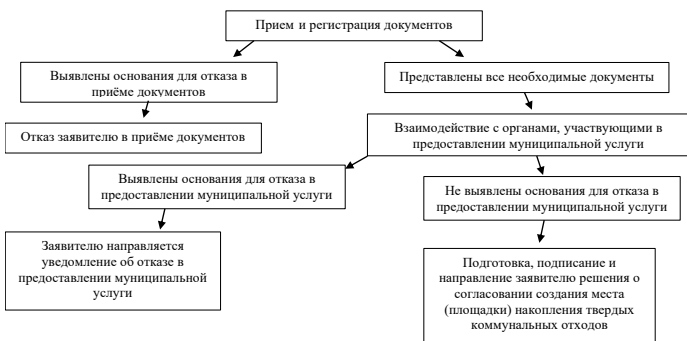 Прием и регистрация документов
Выявлены основания для отказа в
приёме документов
Представлены все необходимые документы
Отказ заявителю в приёме документов
Взаимодействие с органами, участвующими в
предоставлении муниципальной услуги
Выявлены основания для отказа в
предоставлении муниципальной услуги
Не выявлены основания для отказа в
предоставлении муниципальной услуги
Заявителю направляется
уведомление об отказе в
предоставлении муниципальной
услуги
Подготовка, подписание и
направление заявителю решения о
согласовании создания места
(площадки) накопления твердых
коммунальных отходов